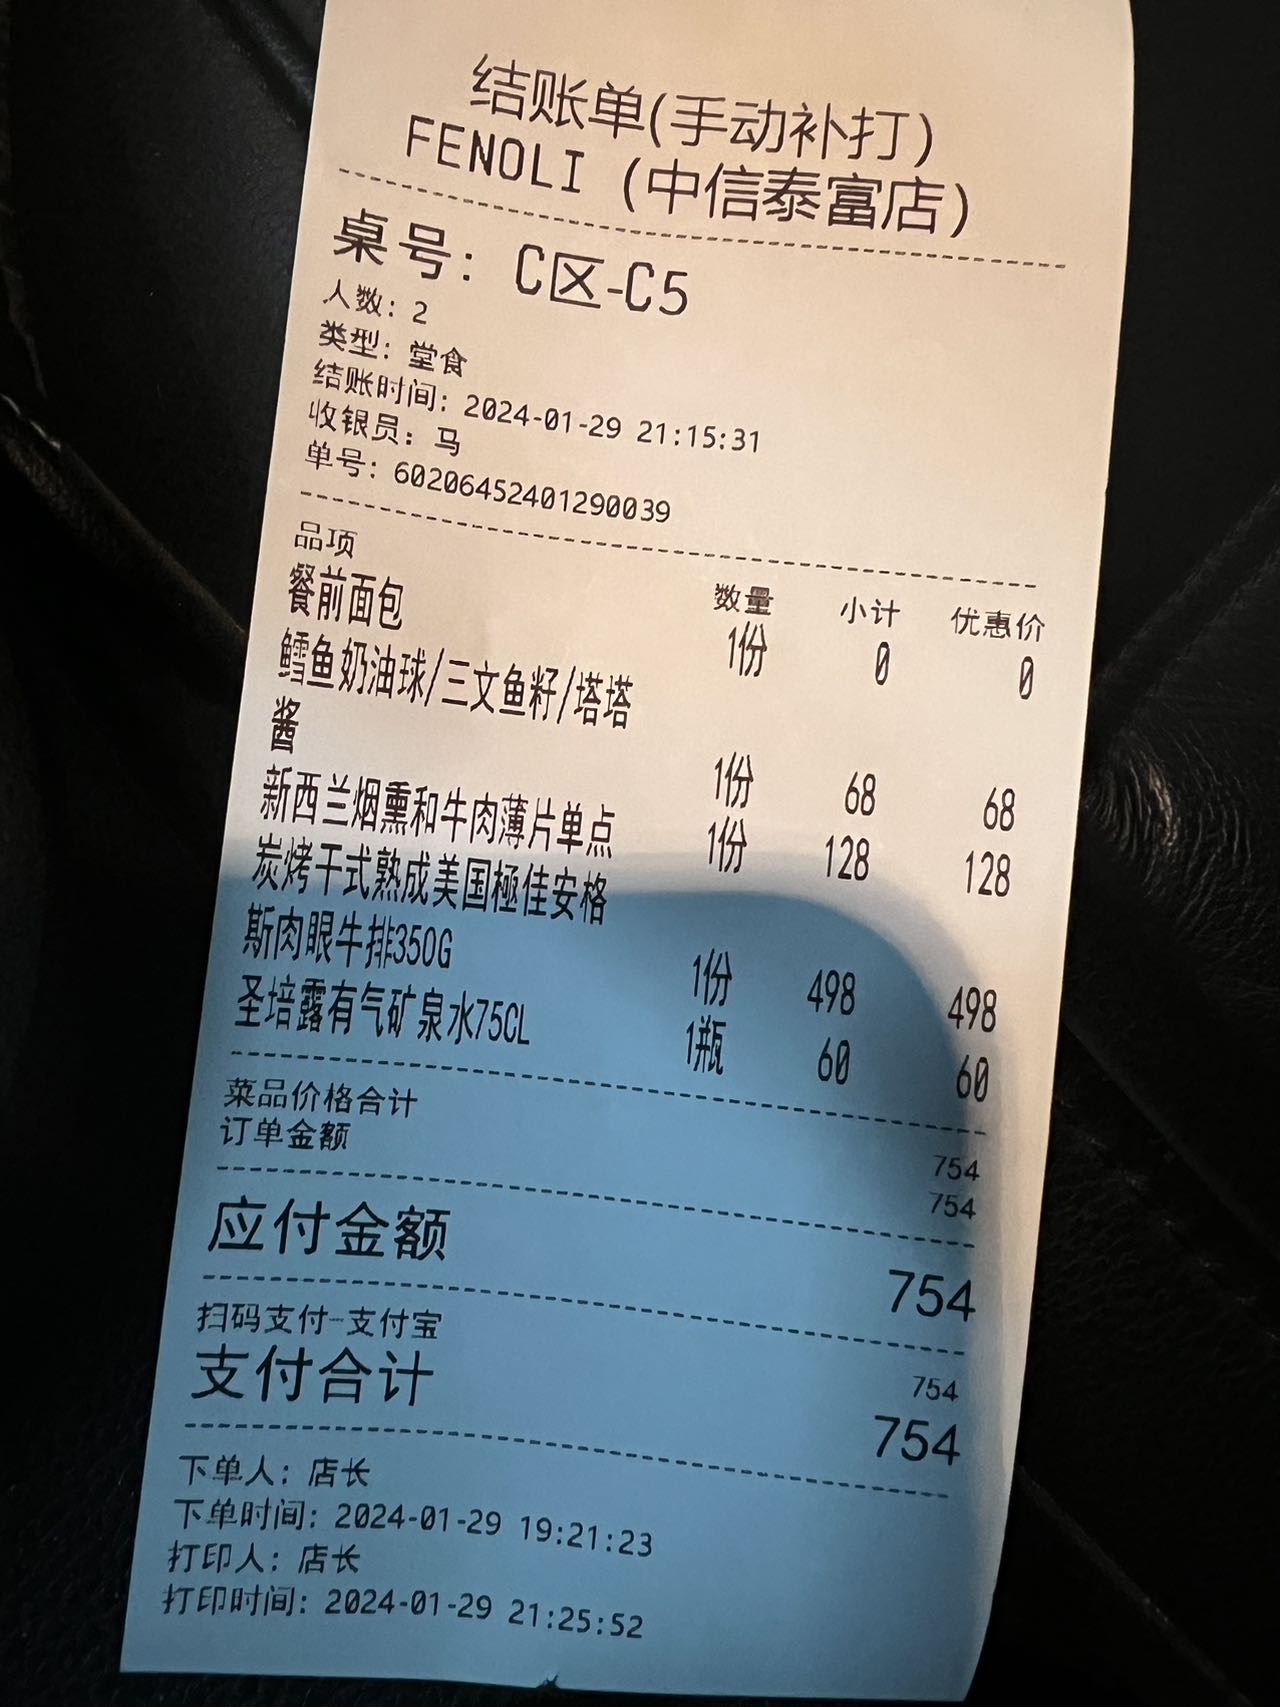 结账单(手动补打)
FENOLI (中信泰富店)
桌号: C区-C5
人数: 2
类型: 堂食
结账时间: 2024-01-29 21:15:31
收银员: 马
单号: 60206452401290039
品项 数量 小计 优惠价
餐前面包 1份 0 0
鳕鱼奶油球/三文鱼籽/塔塔
酱 1份 68 68
新西兰烟熏和牛肉薄片单点 1份 128 128
炭烤干式熟成美国極佳安格
斯肉眼牛排350G 1份 498 498
圣培露有气矿泉水75CL 1瓶 60 60
菜品价格合计 754
订单金额 754
应付金额 754
扫码支付-支付宝 754
支付合计 754
下单人: 店长
下单时间: 2024-01-29 19:21:23
打印人: 店长
打印时间: 2024-01-29 21:25:52